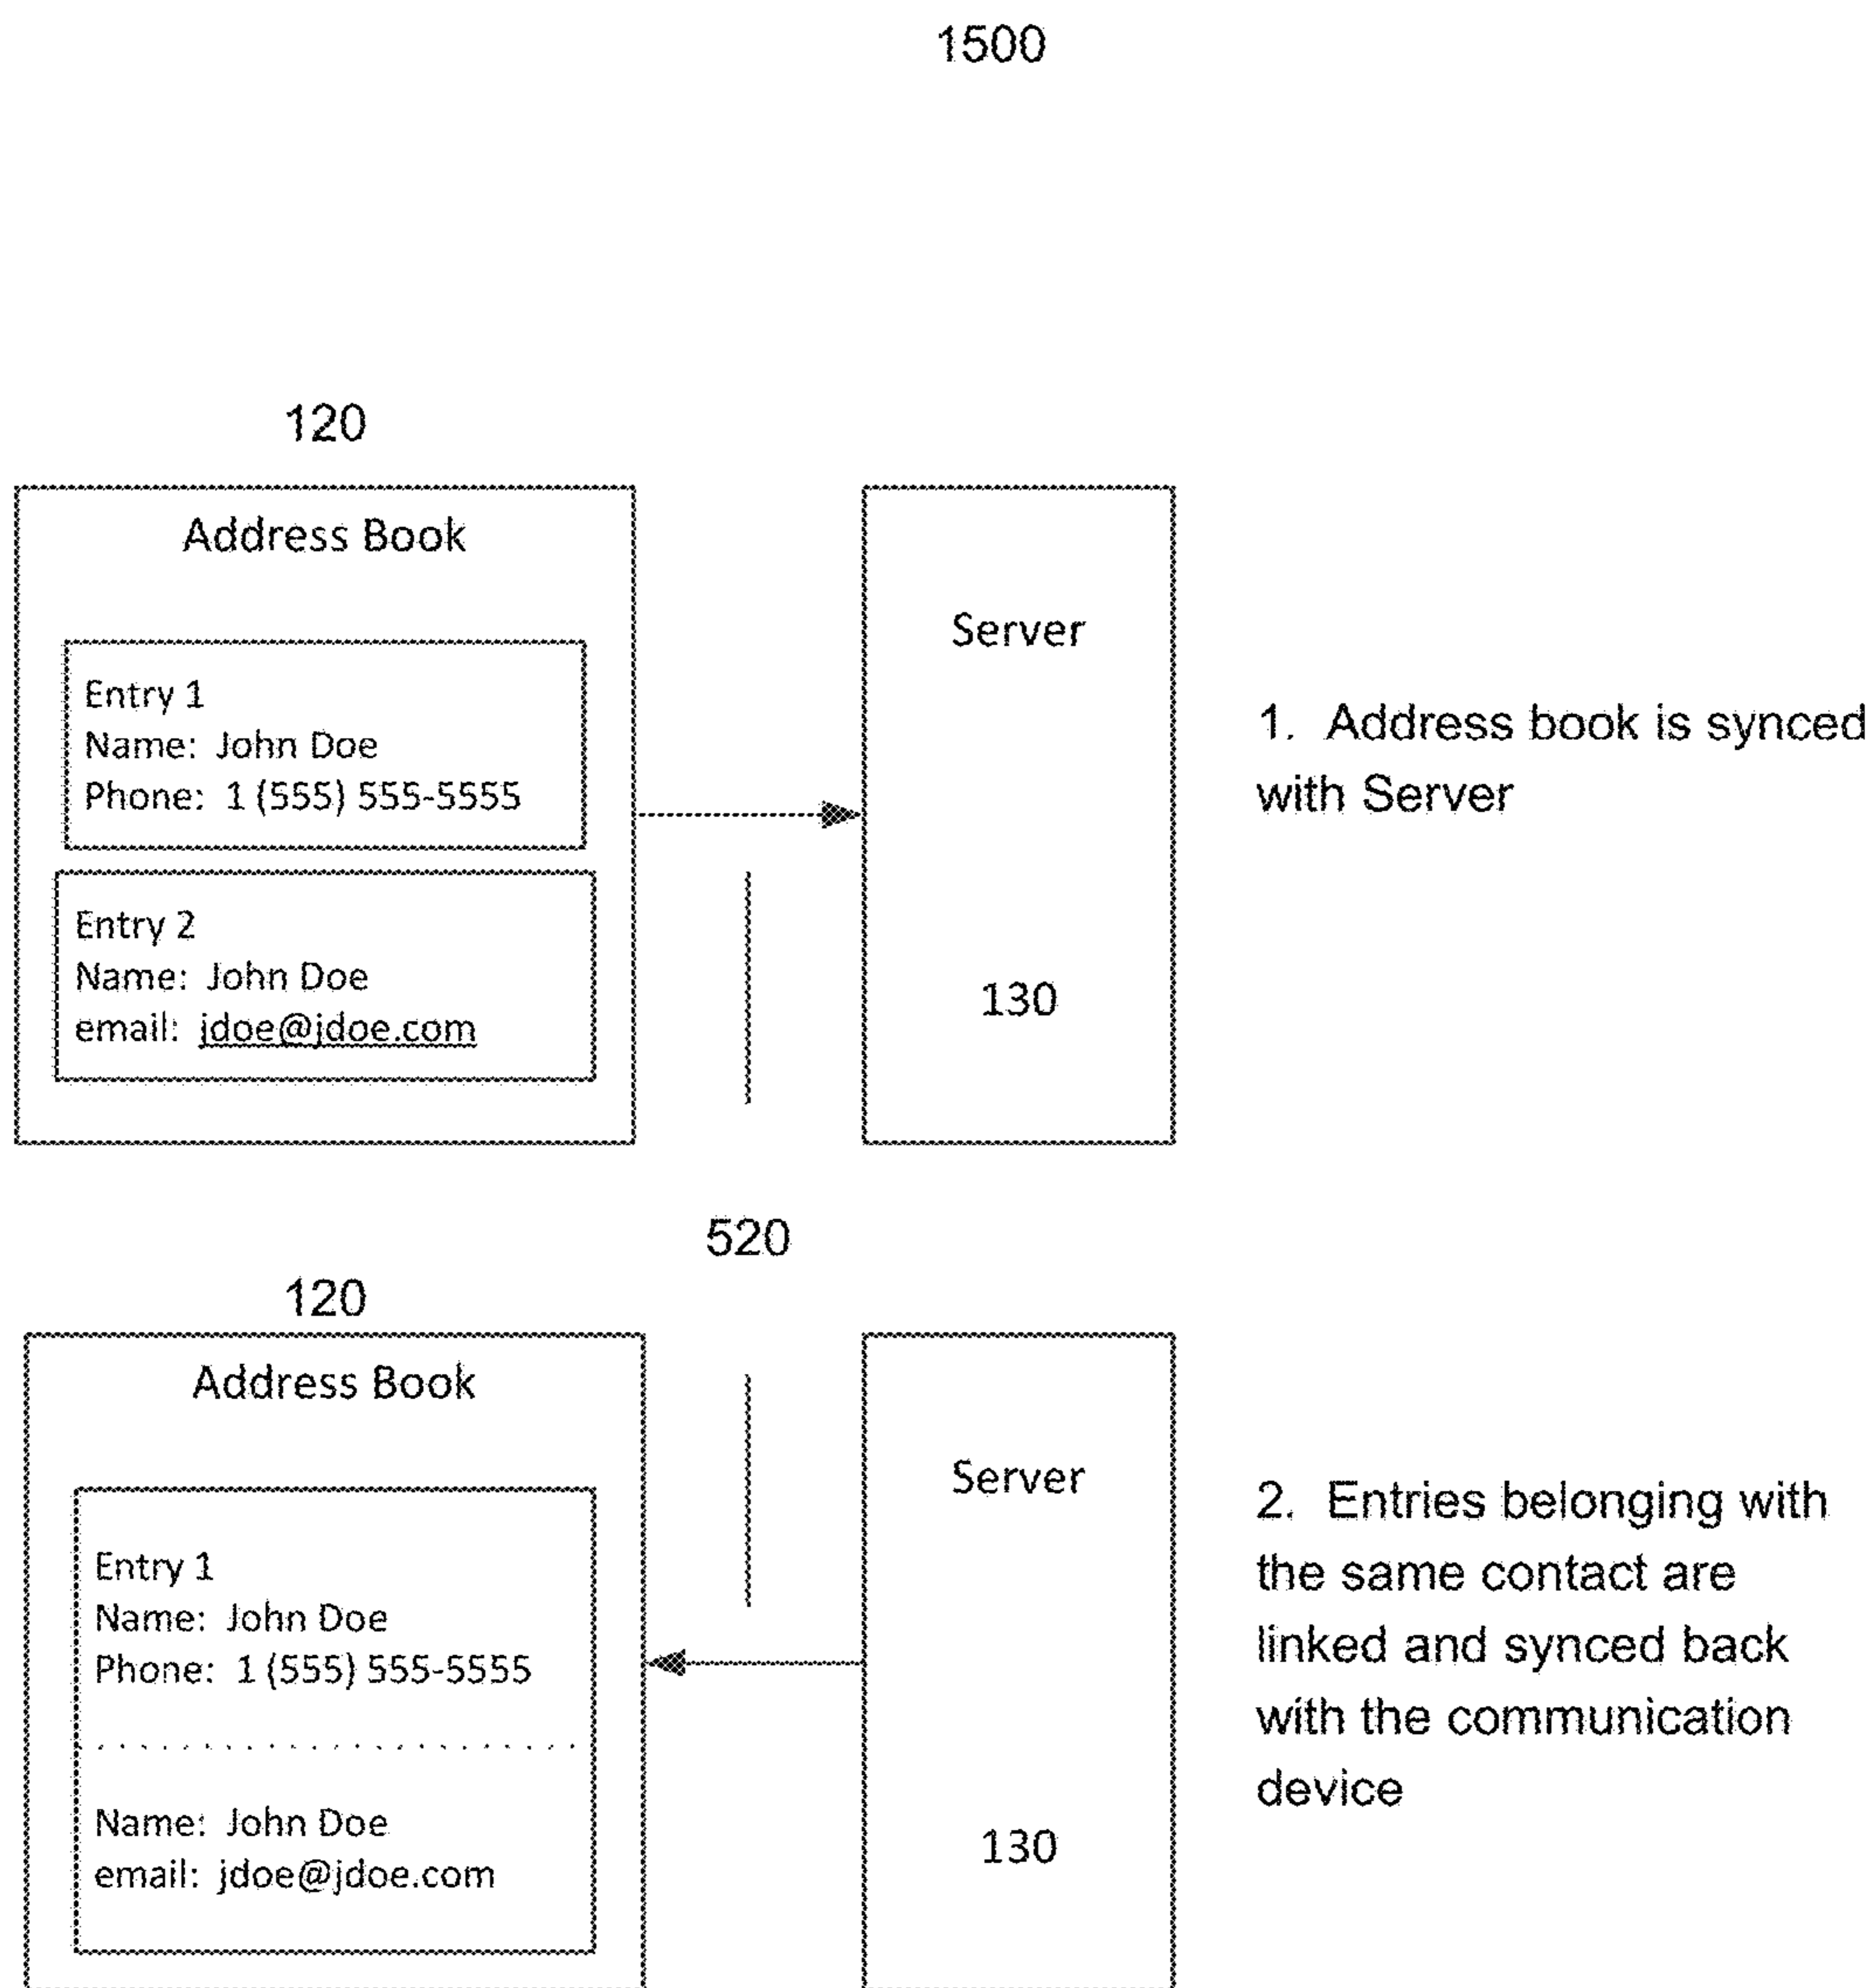 1500
120
Address Book
Entry 1
Name: John Doe
Phone: 1 (555) 555-5555
Entry 2
Name: John Doe
email: jdoe@jdoe.com
Server
130
1. Address book is synced
with Server
520
120
Address Book
Entry 1
Name: John Doe
Phone: 1 (555) 555-5555
Name: John Doe
email: jdoe@jdoe.com
Server
130
2. Entries belonging with
the same contact are
linked and synced back
with the communication
device